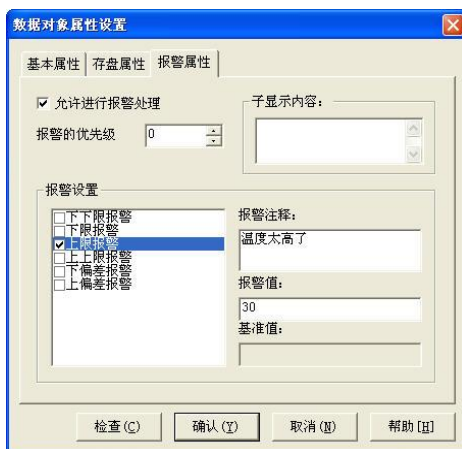 数据对象属性设置
基本属性 存盘属性 报警属性
允许进行报警处理
报警的优先级 0
子显示内容：
报警设置
下下限报警
下限报警
上限报警
上上限报警
下偏差报警
上偏差报警
报警注释：
温度太高了
报警值：
30
基准值：
检查(C) 确认(Y) 取消(N) 帮助[H]